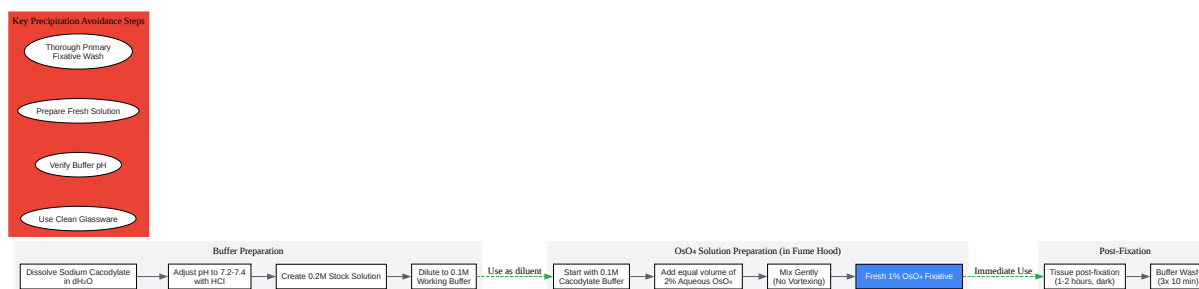 Key Precipitation Avoidance Steps
Thorough Primary
Fixative Wash
Prepare Fresh Solution
Verify Buffer pH
Use Clean Glassware
Buffer Preparation
Dissolve Sodium Cacodylate
in dH₂O
Adjust pH to 7.2-7.4
with HCl
Create 0.2M Stock Solution
Dilute to 0.1M
Working Buffer
Use as diluent
OsO₄ Solution Preparation (in Fume Hood)
Start with 0.1M
Cacodylate Buffer
Add equal volume of
2% Aqueous OsO₄
Mix Gently
(No Vortexing)
Fresh 1% OsO₄ Fixative
Immediate Use
Post-Fixation
Tissue post-fixation
(1-2 hours, dark)
Buffer Wash
(3x 10 min)